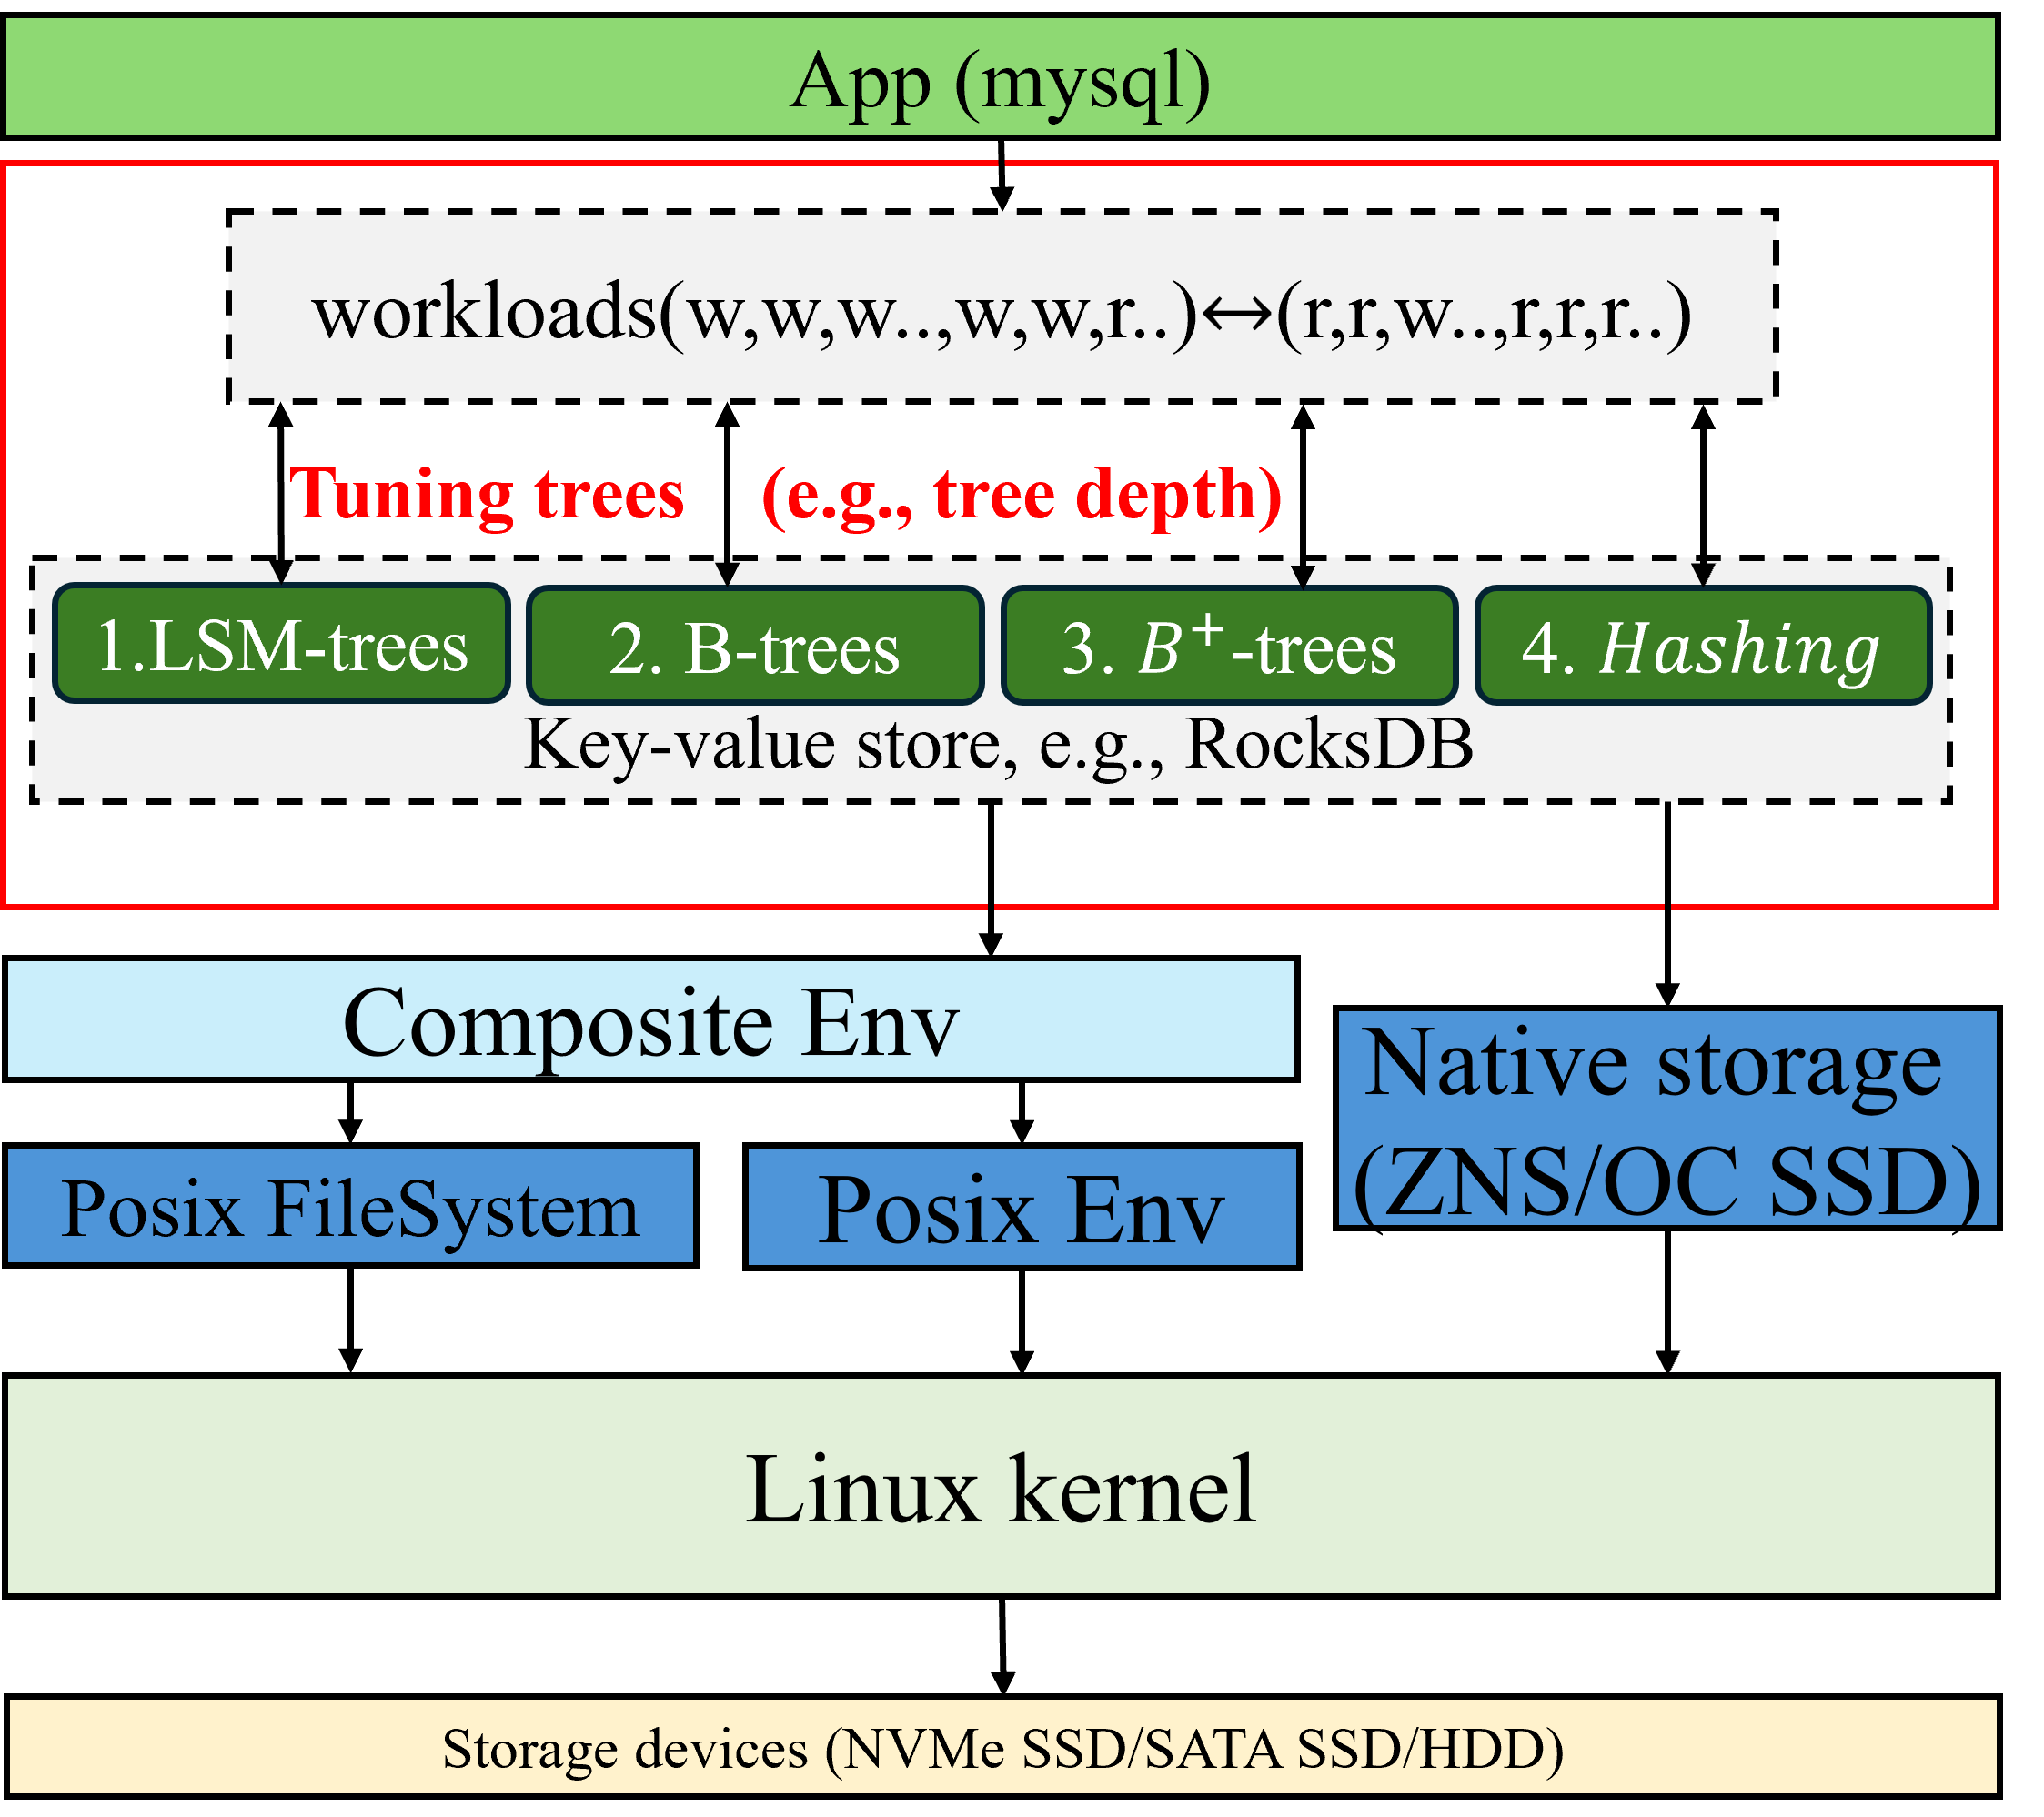 App (mysql)
workloads(w,w,w..,w,w,r..)↔(r,r,w..,r,r,r..)
Tuning trees (e.g., tree depth)
1.LSM-trees
2. B-trees
3. B⁺-trees
4. Hashing
Key-value store, e.g., RocksDB
Composite Env
Native storage
(ZNS/OC SSD)
Posix FileSystem
Posix Env
Linux kernel
Storage devices (NVMe SSD/SATA SSD/HDD)